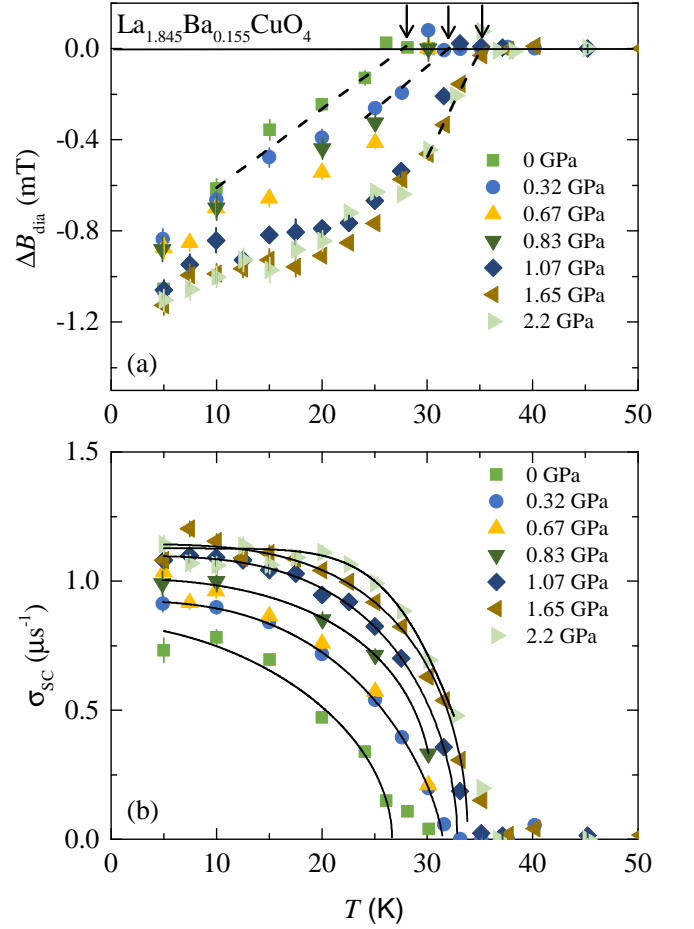 La1.845Ba0.155CuO4
0.0
-0.4
-0.8
-1.2
ΔBdia (mT)
0 GPa
0.32 GPa
0.67 GPa
0.83 GPa
1.07 GPa
1.65 GPa
2.2 GPa
(a)
0 10 20 30 40 50
1.5
1.0
0.5
0.0
σSC (μs-1)
0 GPa
0.32 GPa
0.67 GPa
0.83 GPa
1.07 GPa
1.65 GPa
2.2 GPa
(b)
0 10 20 30 40 50
T (K)